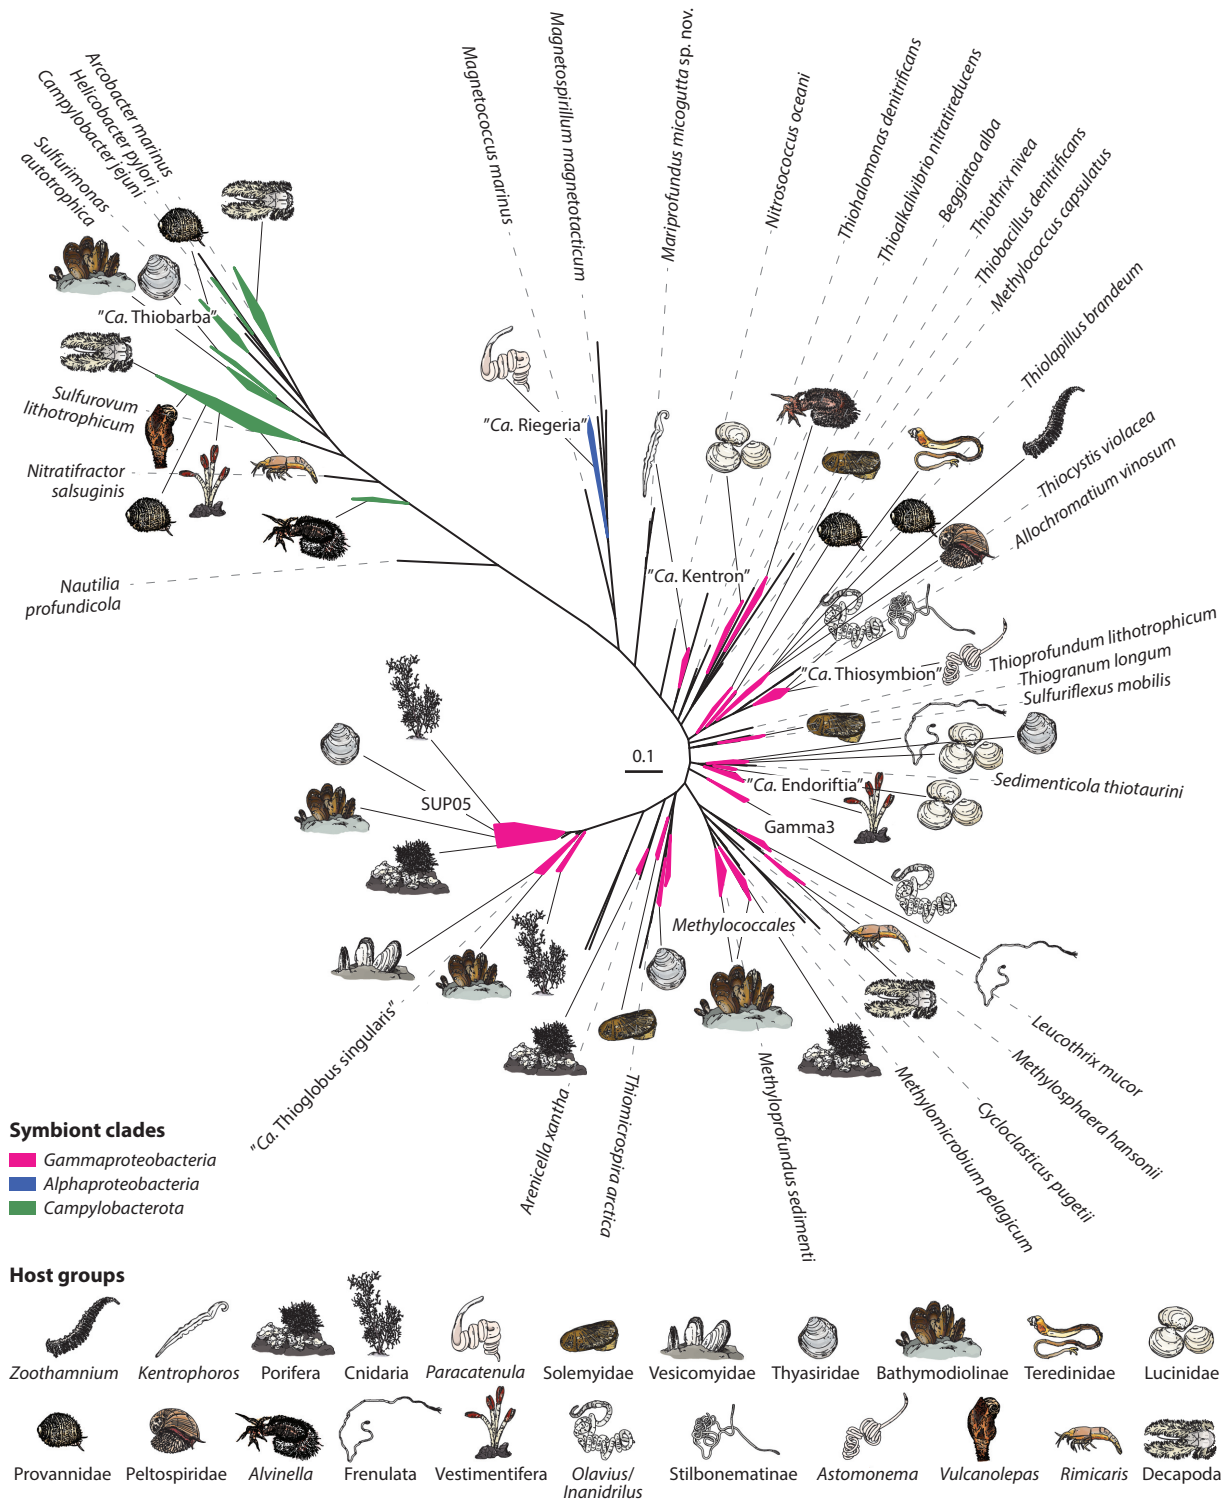 Arcobacter marinus
Helicobacter pylori
Campylobacter jejuni
Sulfurimonas
autotrophica
"Ca. Thiobarba"
Sulfurovum
lithotrophicum
Nitratifractor
salsuginis
Nautilia
profundicola
Magnetococcus marinus
Magnetospirillum magnetotacticum
Mariprofundus micogutta sp. nov.
Nitrosococcus oceani
Thiohalomonas denitrificans
Thioalkalivibrio nitratireducens
Beggiatoa alba
Thiothrix nivea
Thiobacillus denitrificans
Methylococcus capsulatus
Thiolapillus brandeum
Thiocystis violacea
Allochromatium vinosum
"Ca. Riegeria"
"Ca. Kentron"
"Ca. Thiosymbion"
Thioprofundum lithotrophicum
Thiogranum longum
Sulfuriflexus mobilis
0.1
"Ca. Endoriftia"
Sedimenticola thiotaurini
SUP05
Gamma3
Methylococcales
"Ca. Thioglobus singularis"
Arenicella xantha
Thiomicrospira arctica
Methyloprofundus sedimenti
Methylomicrobium pelagicum
Cycloclasticus pugetii
Methylosphaera hansonii
Leucothrix mucor
Symbiont clades
Gammaproteobacteria
Alphaproteobacteria
Campylobacterota
Host groups
Zoothamnium Kentrophoros Porifera Cnidaria Paracatenula Solemyidae Vesicomyidae Thyasiridae Bathymodiolinae Teredinidae Lucinidae
Provannidae Peltospiridae Alvinella Frenulata Vestimentifera Olavius/ Stilbonematinae Astomonema Vulcanolepas Rimicaris Decapoda
Inanidrilus